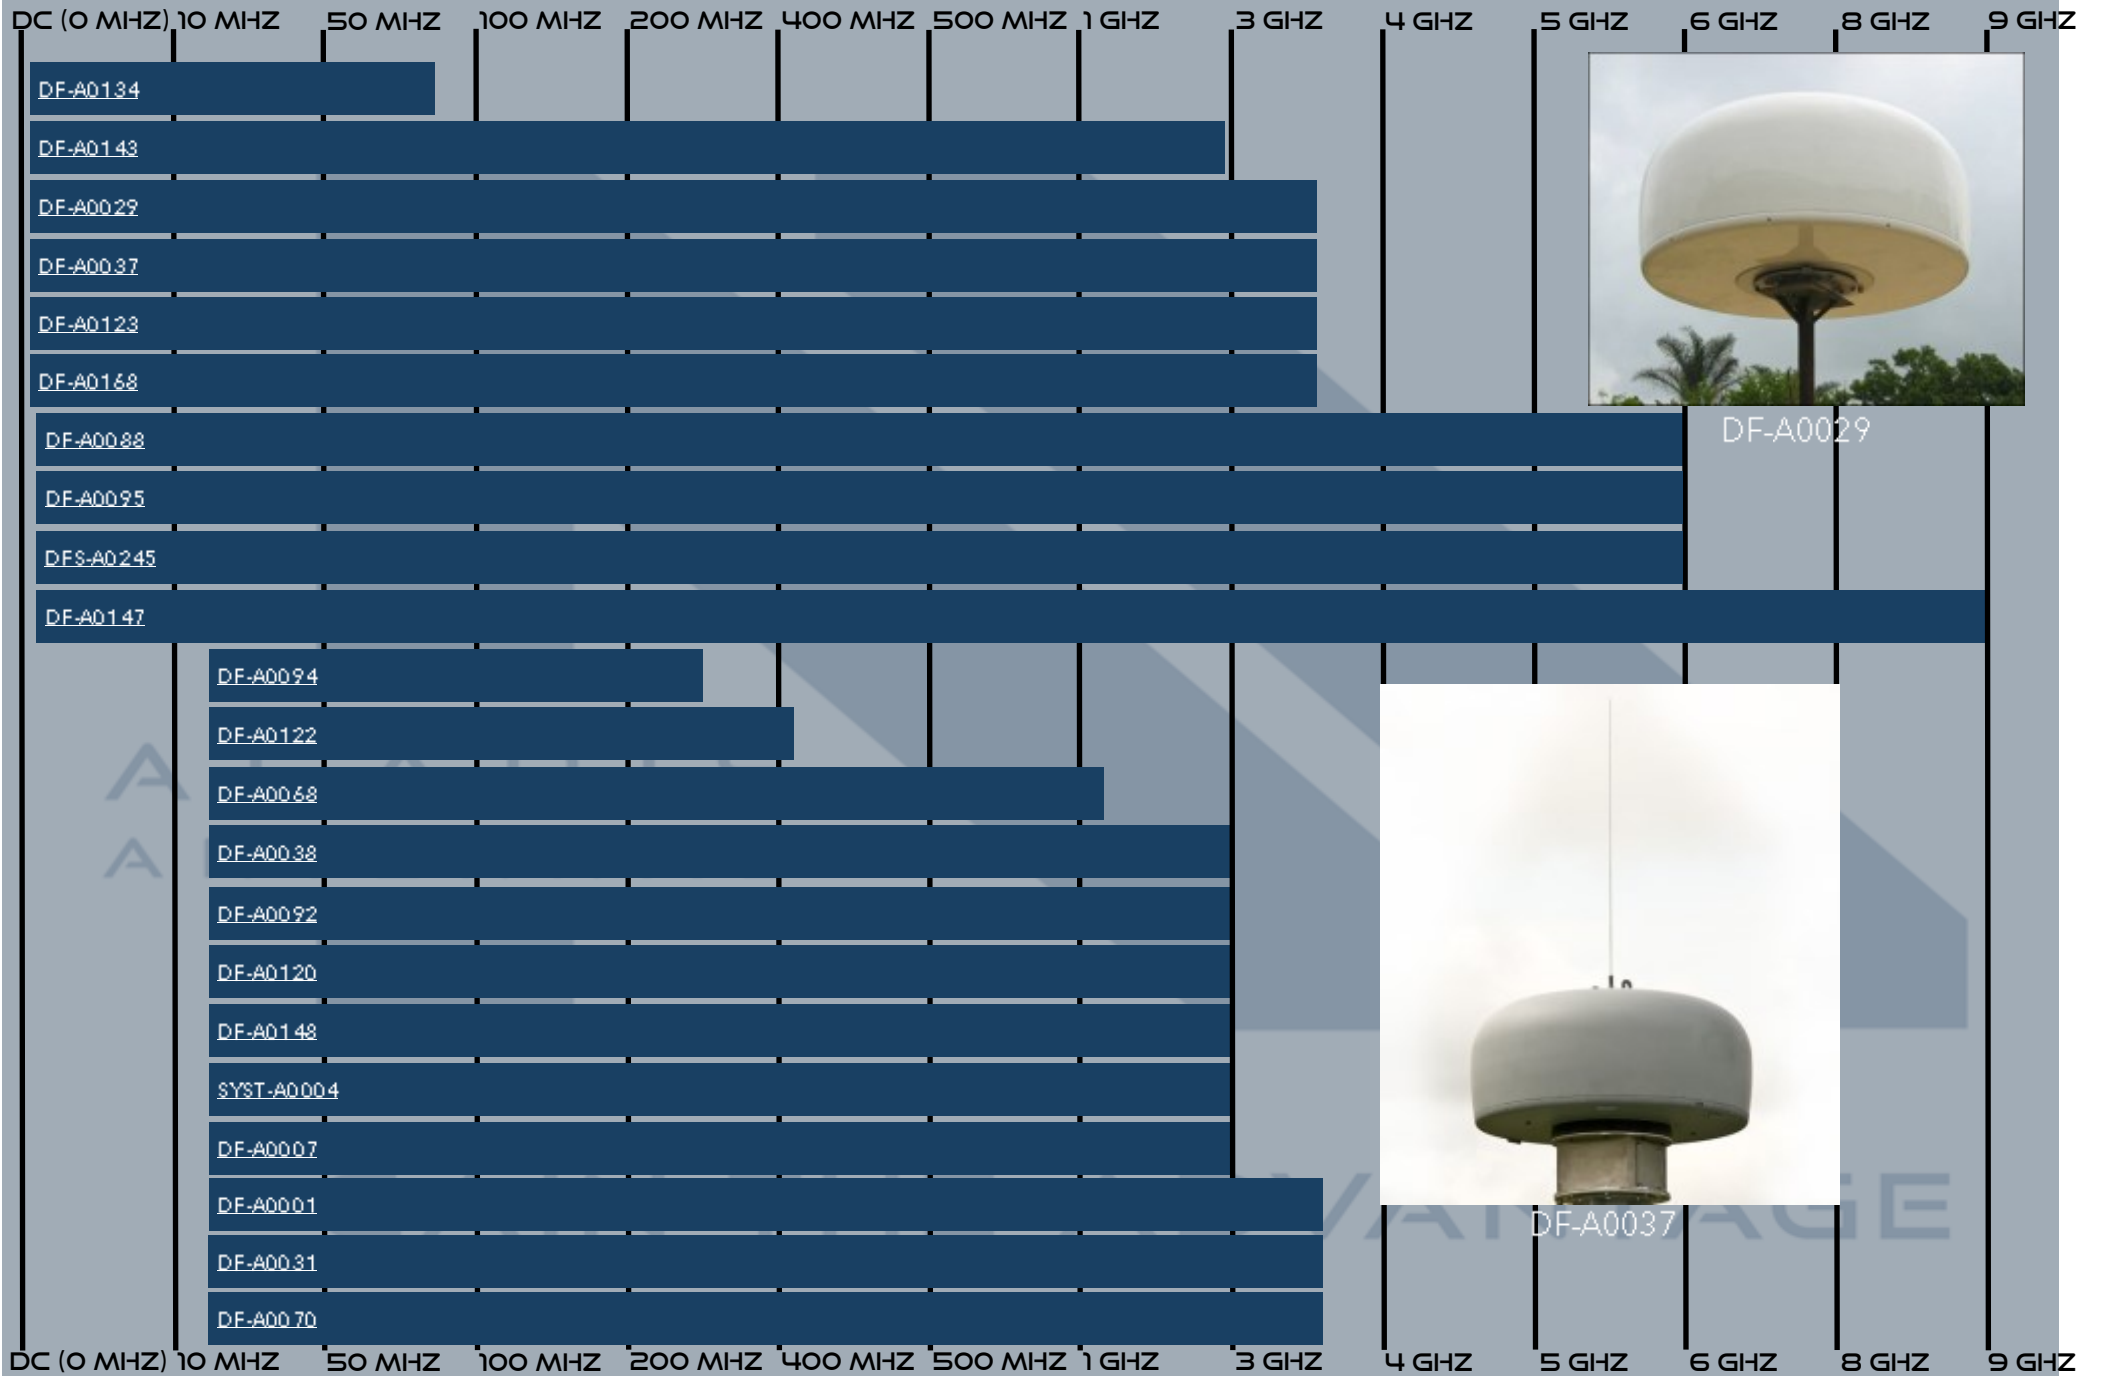 DC (0 MHZ) 10 MHZ 50 MHZ 100 MHZ 200 MHZ 400 MHZ 500 MHZ 1 GHZ 3 GHZ 4 GHZ 5 GHZ 6 GHZ 8 GHZ 9 GHZ
DF-A0134
DF-A0143
DF-A0029
DF-A0037
DF-A0123
DF-A0168
DF-A0088
DF-A0029
DF-A0095
DFS-A0245
DF-A0147
DF-A0094
DF-A0122
DF-A0068
DF-A0038
DF-A0092
DF-A0120
DF-A0148
SYST-A0004
DF-A0007
DF-A0001
DF-A0037
DF-A0031
DF-A0070
DC (0 MHZ) 10 MHZ 50 MHZ 100 MHZ 200 MHZ 400 MHZ 500 MHZ 1 GHZ 3 GHZ 4 GHZ 5 GHZ 6 GHZ 8 GHZ 9 GHZ